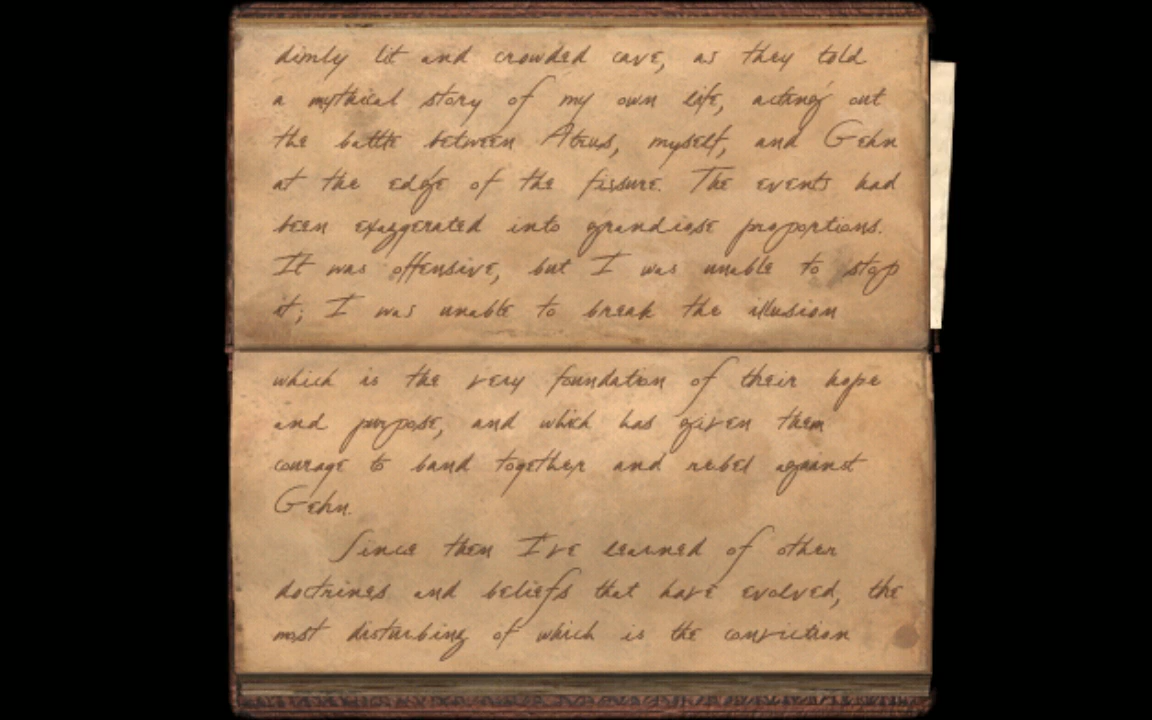 dimly lit and crowded cave, as they told
a mythical story of my own life, acting out
the battle between Atrus, myself, and Gehn
at the edge of the fissure. The events had
been exaggerated into grandiose proportions.
It was offensive, but I was unable to stop
it; I was unable to break the illusion
which is the very foundation of their hope
and purpose, and which has given them
courage to band together and rebel against
Gehn.
Since then I've learned of other
doctrines and beliefs that have evolved, the
most disturbing of which is the conviction